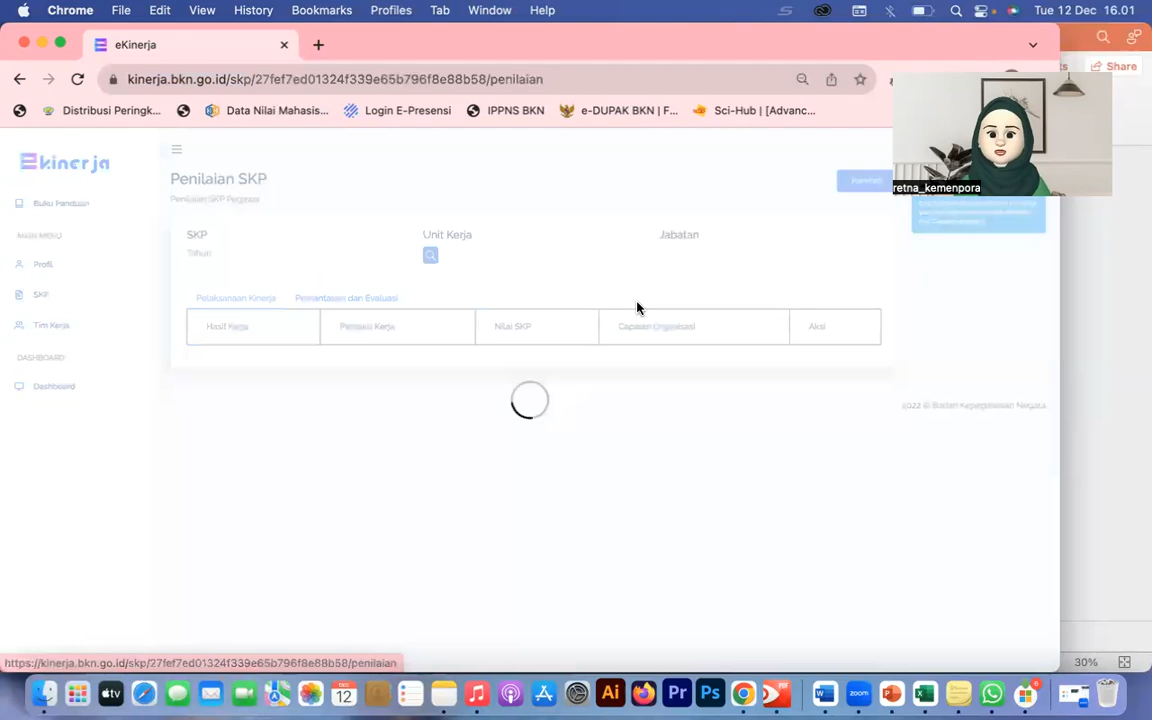 Chrome File Edit View History Bookmarks Profiles Tab Window Help Tue 12 Dec 16.01
eKinerja
kinerja.bkn.go.id/skp/27fef7ed01324f339e65b796f8e88b58/penilaian
Share
Distribusi Peringk... Data Nilai Mahasis... Login E-Presensi IPPNS BKN e-DUPAK BKN | F... Sci-Hub | [Advanc...
retna_kemenpora
Ekinerja
Buku Panduan
MAIN MENU
Profil
SKP
Tim Kerja
DASHBOARD
Dashboard
Penilaian SKP
Penilaian SKP Pegawai
Kembali
SKP Unit Kerja Jabatan
Tahun
Pelaksanaan Kinerja Pemantauan dan Evaluasi
Hasil Kerja Perilaku Kerja Nilai SKP Capaian Organisasi Aksi
2022 @ Badan Kepegawaian Negara
https://kinerja.bkn.go.id/skp/27fef7ed01324f339e65b796f8e88b58/penilaian
30%
12